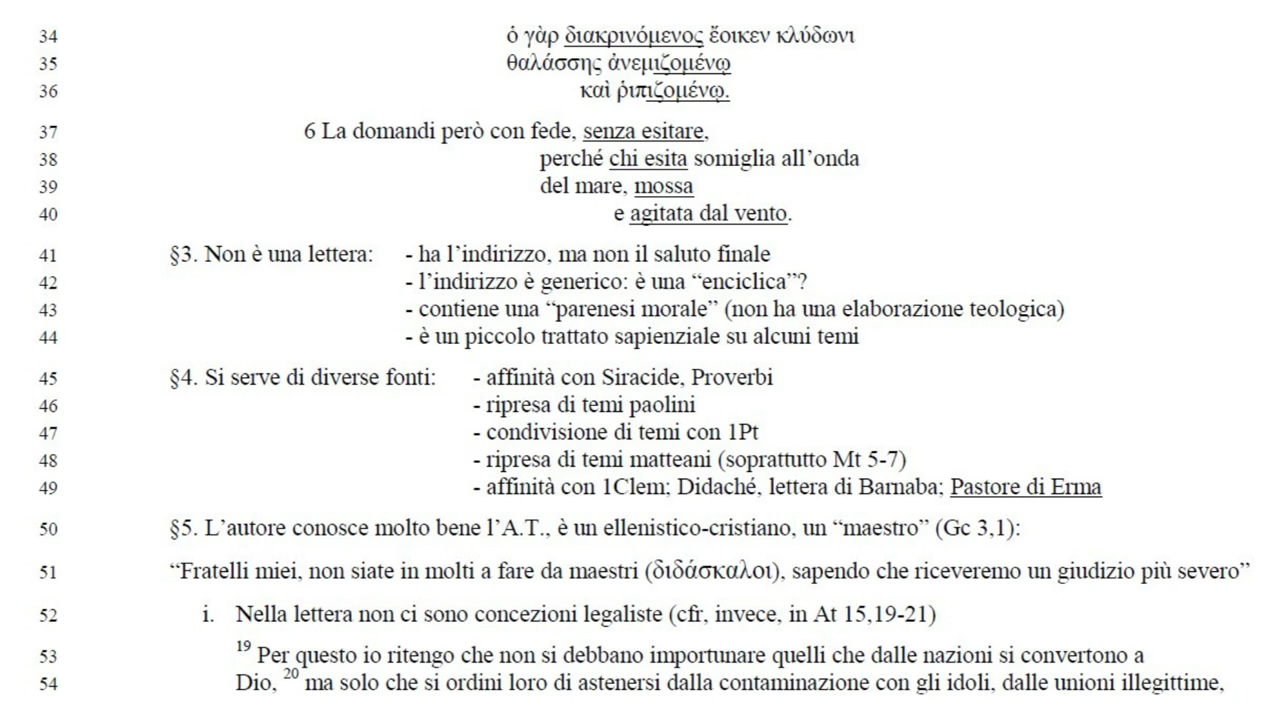 34 ὁ γὰρ διακρινόμενος ἔοικεν κλύδωνι
35 θαλάσσης ἀνεμιζομένῳ
36 καὶ ῥιπιζομένῳ.
37 6 La domandi però con fede, senza esitare,
38 perché chi esita somiglia all’onda
39 del mare, mossa
40 e agitata dal vento.
41 §3. Non è una lettera: - ha l’indirizzo, ma non il saluto finale
42 - l’indirizzo è generico: è una “enciclica”?
43 - contiene una “parenesi morale” (non ha una elaborazione teologica)
44 - è un piccolo trattato sapienziale su alcuni temi
45 §4. Si serve di diverse fonti: - affinità con Siracide, Proverbi
46 - ripresa di temi paolini
47 - condivisione di temi con 1Pt
48 - ripresa di temi matteani (soprattutto Mt 5-7)
49 - affinità con 1Clem; Didaché, lettera di Barnaba; Pastore di Erma
50 §5. L’autore conosce molto bene l’A.T., è un ellenistico-cristiano, un “maestro” (Gc 3,1):
51 “Fratelli miei, non siate in molti a fare da maestri (διδάσκαλοι), sapendo che riceveremo un giudizio più severo”
52 i. Nella lettera non ci sono concezioni legaliste (cfr, invece, in At 15,19-21)
53 19 Per questo io ritengo che non si debbano importunare quelli che dalle nazioni si convertono a
54 Dio, 20 ma solo che si ordini loro di astenersi dalla contaminazione con gli idoli, dalle unioni illegittime,